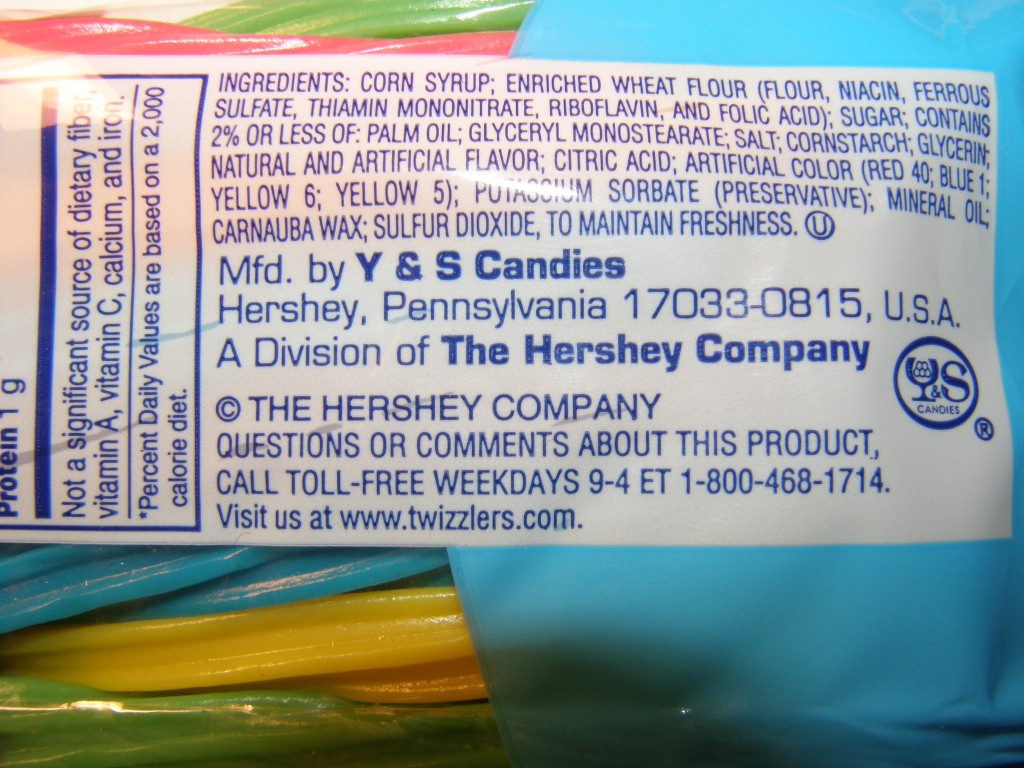 Protein 1 g
Not a significant source of dietary fiber,
vitamin A, vitamin C, calcium, and iron.
*Percent Daily Values are based on a 2,000
calorie diet.
INGREDIENTS: CORN SYRUP; ENRICHED WHEAT FLOUR (FLOUR, NIACIN, FERROUS
SULFATE, THIAMIN MONONITRATE, RIBOFLAVIN, AND FOLIC ACID); SUGAR; CONTAINS
2% OR LESS OF: PALM OIL; GLYCERYL MONOSTEARATE; SALT; CORNSTARCH; GLYCERIN;
NATURAL AND ARTIFICIAL FLAVOR; CITRIC ACID; ARTIFICIAL COLOR (RED 40; BLUE 1;
YELLOW 6; YELLOW 5); POTASSIUM SORBATE (PRESERVATIVE); MINERAL OIL;
CARNAUBA WAX; SULFUR DIOXIDE, TO MAINTAIN FRESHNESS. U
Mfd. by Y & S Candies
Hershey, Pennsylvania 17033-0815, U.S.A.
A Division of The Hershey Company
Y&S
CANDIES
®
© THE HERSHEY COMPANY
QUESTIONS OR COMMENTS ABOUT THIS PRODUCT,
CALL TOLL-FREE WEEKDAYS 9-4 ET 1-800-468-1714.
Visit us at www.twizzlers.com.